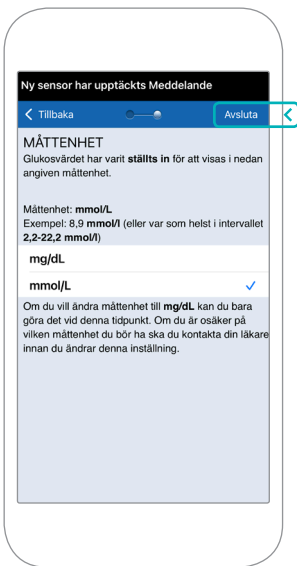 Ny sensor har upptäckts Meddelande
Tillbaka
Avsluta
MÅTTENHET
Glukosvärdet har varit ställts in för att visas i nedan
angiven måttenhet.
Måttenhet: mmol/L
Exempel: 8,9 mmol/l (eller var som helst i intervallet
2,2-22,2 mmol/l)
mg/dL
mmol/L
Om du vill ändra måttenhet till mg/dL kan du bara
göra det vid denna tidpunkt. Om du är osäker på
vilken måttenhet du bör ha ska du kontakta din läkare
innan du ändrar denna inställning.